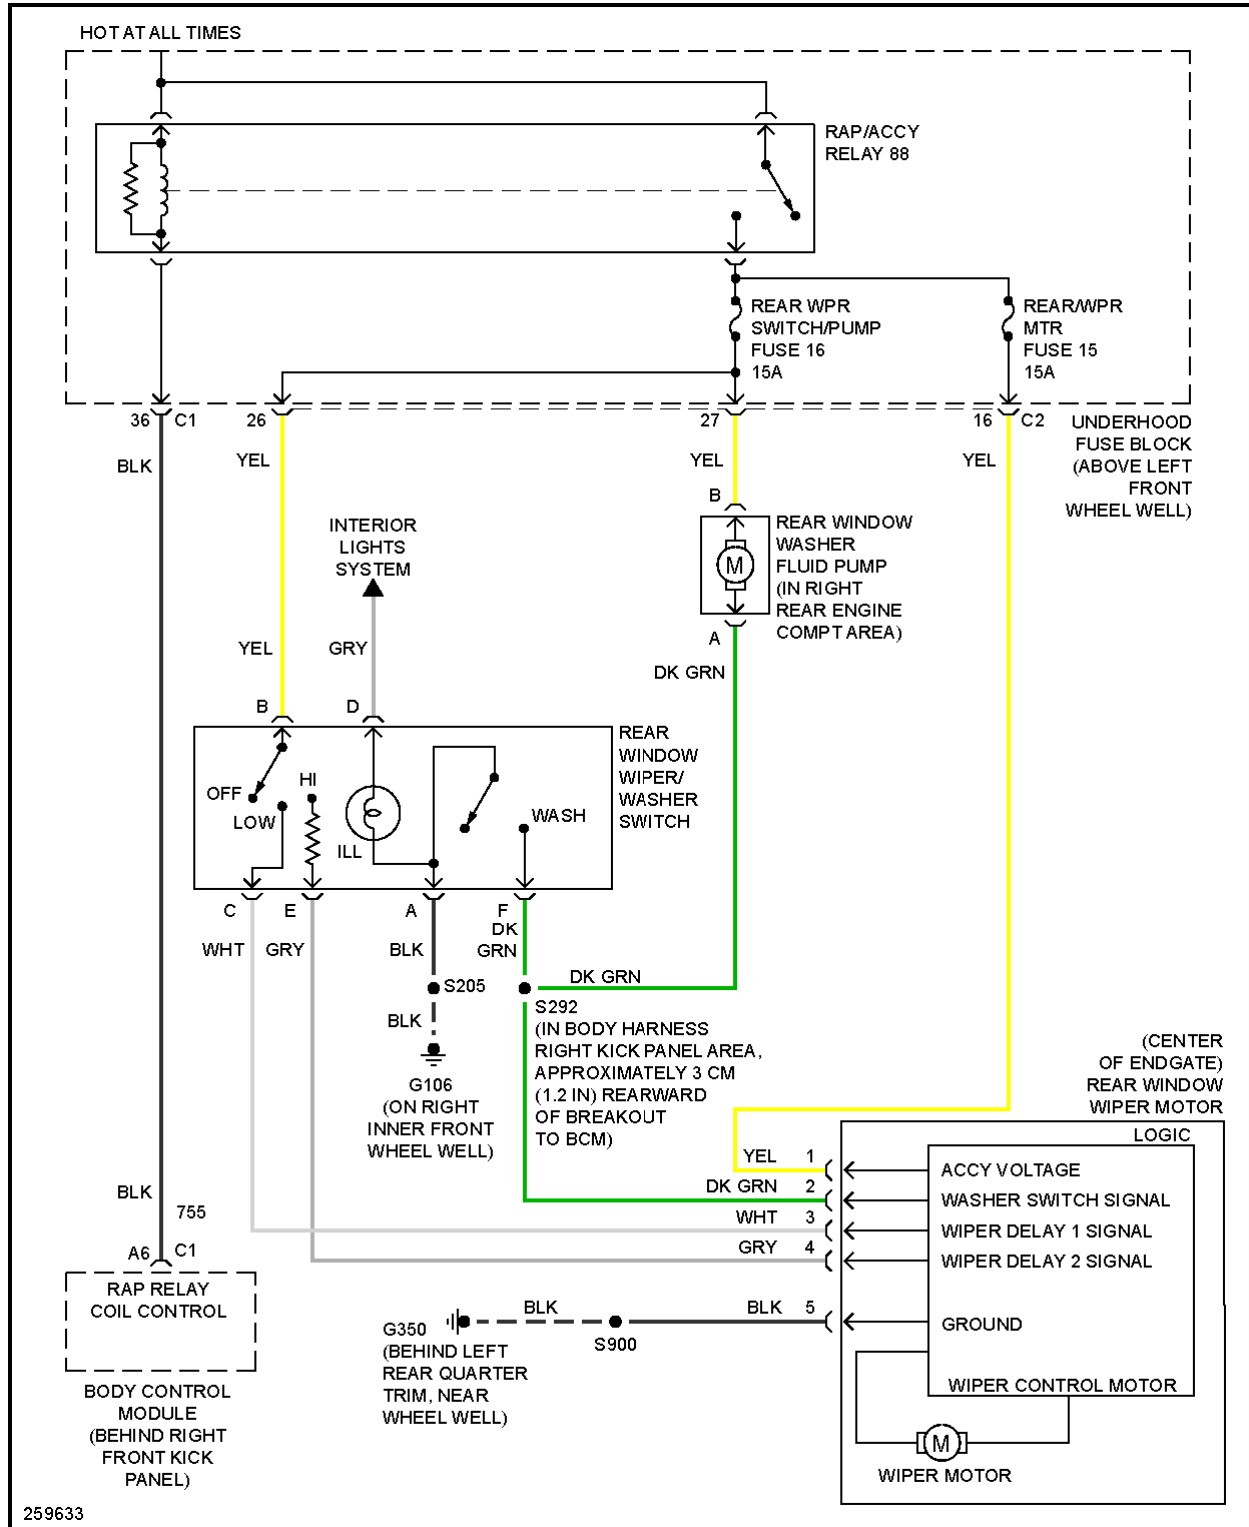 HOT AT ALL TIMES
RAP/ACCY
RELAY 88
REAR WPR
SWITCH/PUMP
FUSE 16
15A
REAR/WPR
MTR
FUSE 15
15A
36
C1
26
27
16
C2
UNDERHOOD
FUSE BLOCK
(ABOVE LEFT
FRONT
WHEEL WELL)
BLK
YEL
YEL
YEL
B
REAR WINDOW
WASHER
FLUID PUMP
(IN RIGHT
REAR ENGINE
COMPT AREA)
M
A
DK GRN
INTERIOR
LIGHTS
SYSTEM
YEL
GRY
B
D
REAR
WINDOW
WIPER/
WASHER
SWITCH
OFF
HI
LOW
ILL
WASH
C
E
A
F
WHT
GRY
BLK
DK
GRN
S205
DK GRN
BLK
S292
(IN BODY HARNESS
RIGHT KICK PANEL AREA,
APPROXIMATELY 3 CM
(1.2 IN) REARWARD
OF BREAKOUT
TO BCM)
G106
(ON RIGHT
INNER FRONT
WHEEL WELL)
(CENTER
OF ENDGATE)
REAR WINDOW
WIPER MOTOR
LOGIC
YEL 1
ACCY VOLTAGE
DK GRN 2
WASHER SWITCH SIGNAL
WHT 3
WIPER DELAY 1 SIGNAL
GRY 4
WIPER DELAY 2 SIGNAL
BLK
BLK 5
GROUND
S900
G350
(BEHIND LEFT
REAR QUARTER
TRIM, NEAR
WHEEL WELL)
WIPER CONTROL MOTOR
M
WIPER MOTOR
BLK
755
A6
C1
RAP RELAY
COIL CONTROL
BODY CONTROL
MODULE
(BEHIND RIGHT
FRONT KICK
PANEL)
259633